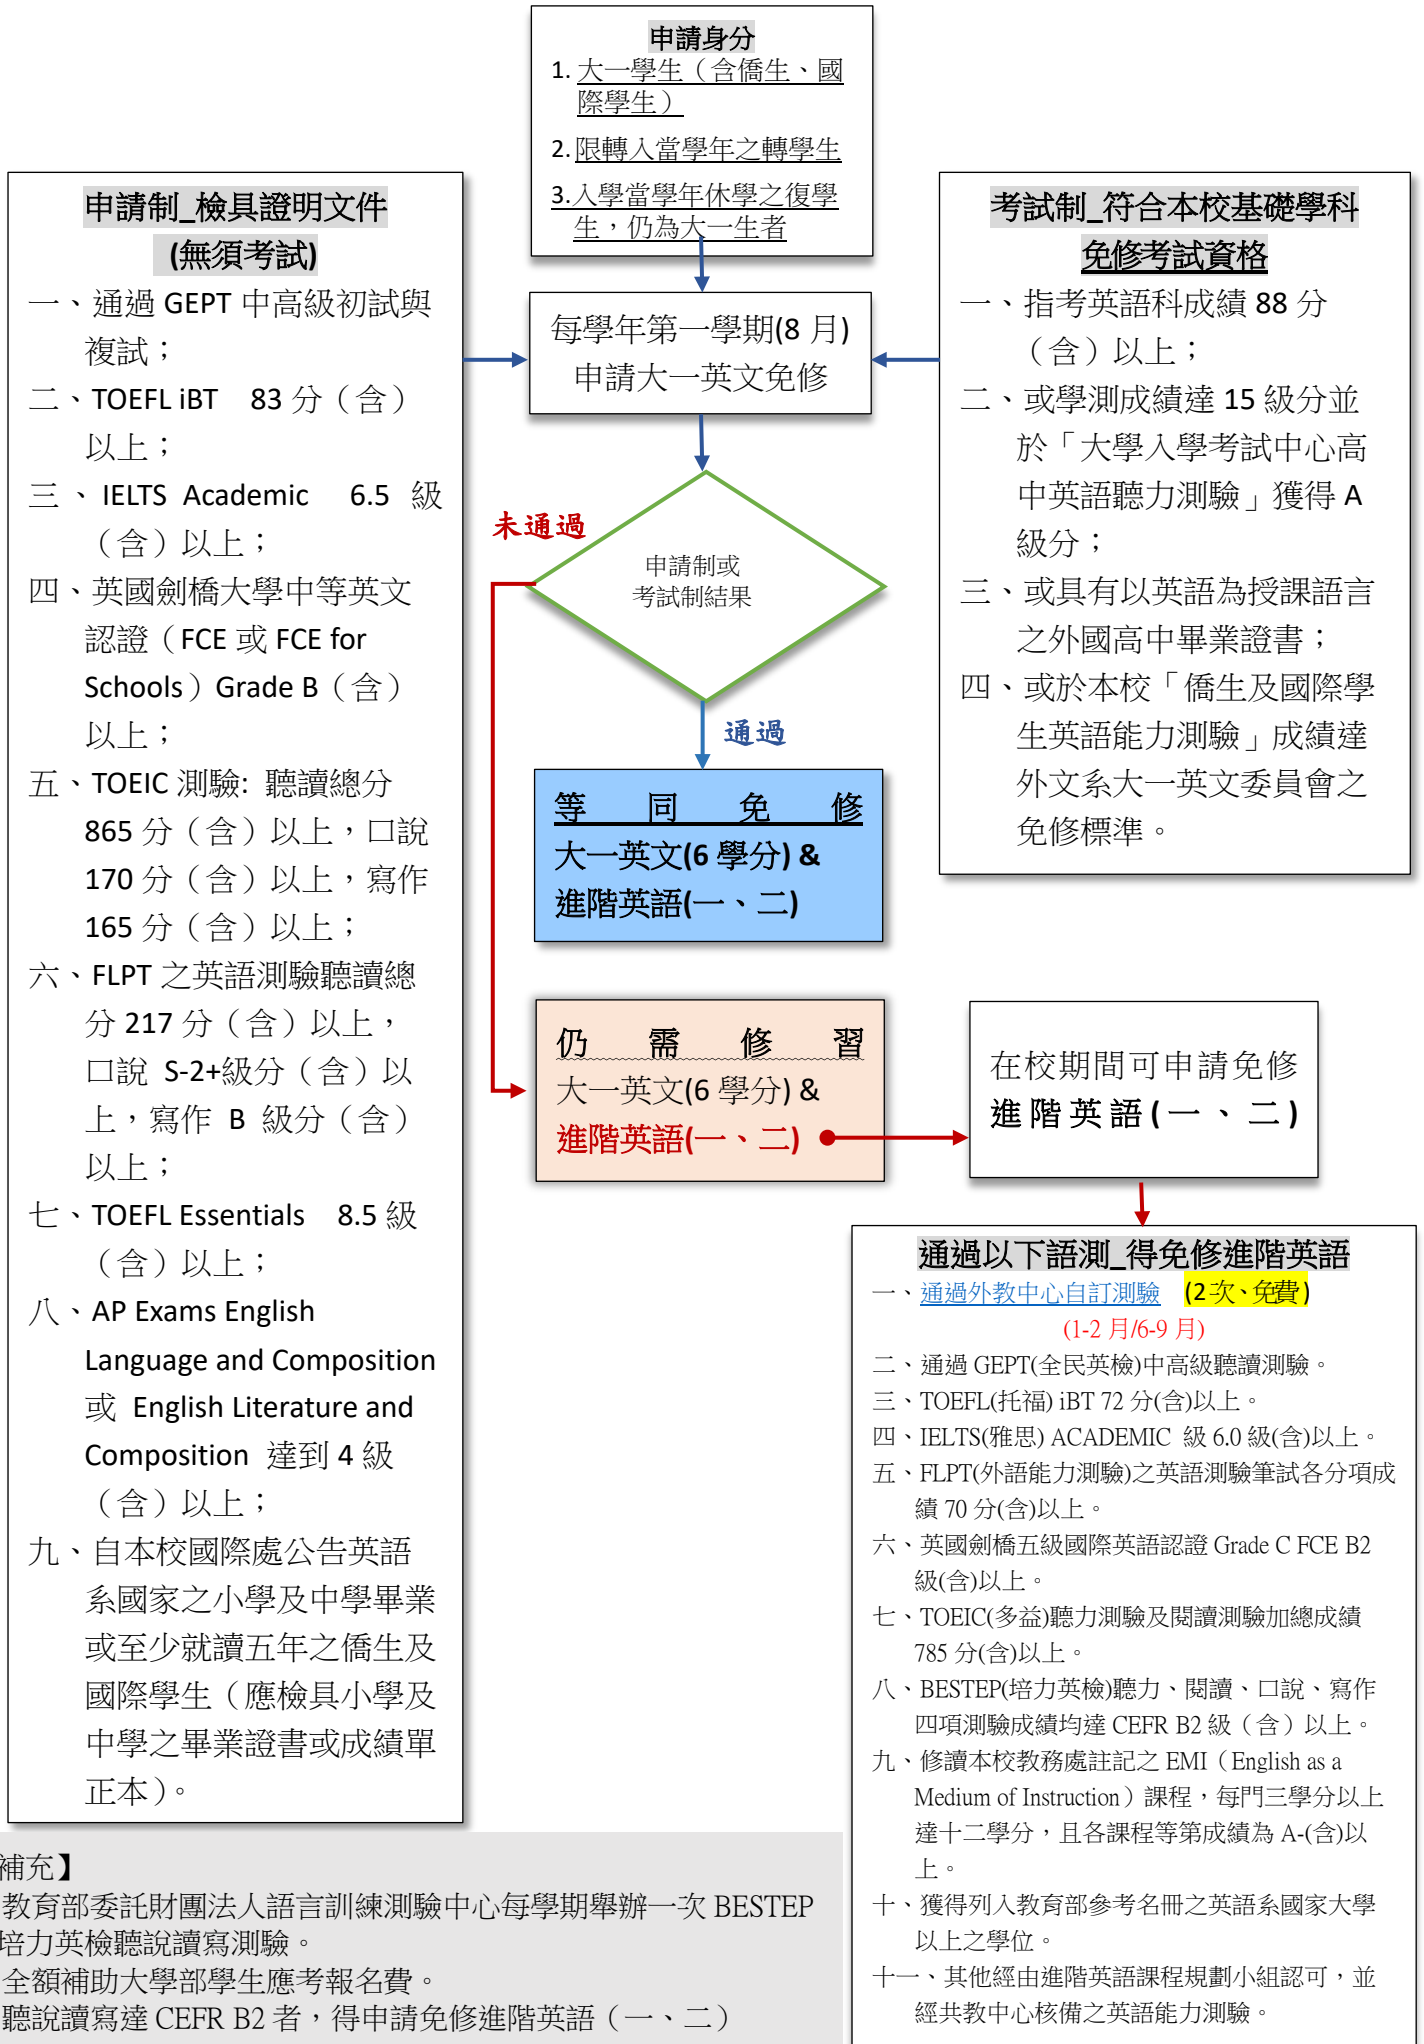 申請身分
1. 大一學生（含僑生、國
際學生）
2. 限轉入當學年之轉學生
3.入學當學年休學之復學
生，仍為大一生者
申請制_檢具證明文件
(無須考試)
一、通過 GEPT 中高級初試與
複試；
二、TOEFL iBT 83 分（含）
以上；
三、IELTS Academic 6.5 級
（含）以上；
四、英國劍橋大學中等英文
認證（FCE 或 FCE for
Schools）Grade B（含）
以上；
五、TOEIC 測驗: 聽讀總分
865 分（含）以上，口說
170 分（含）以上，寫作
165 分（含）以上；
六、FLPT 之英語測驗聽讀總
分 217 分（含）以上，
口說 S-2+級分（含）以
上，寫作 B 級分（含）
以上；
七、TOEFL Essentials 8.5 級
（含）以上；
八、AP Exams English
Language and Composition
或 English Literature and
Composition 達到 4 級
（含）以上；
九、自本校國際處公告英語
系國家之小學及中學畢業
或至少就讀五年之僑生及
國際學生（應檢具小學及
中學之畢業證書或成績單
正本）。
每學年第一學期(8 月)
申請大一英文免修
考試制_符合本校基礎學科
免修考試資格
一、指考英語科成績 88 分
（含）以上；
二、或學測成績達 15 級分並
於「大學入學考試中心高
中英語聽力測驗」獲得 A
級分；
三、或具有以英語為授課語言
之外國高中畢業證書；
四、或於本校「僑生及國際學
生英語能力測驗」成績達
外文系大一英文委員會之
免修標準。
未通過
申請制或
考試制結果
通過
等同免修
大一英文(6 學分) &
進階英語(一、二)
仍需修習
大一英文(6 學分) &
進階英語(一、二)
在校期間可申請免修
進階英語(一、二)
通過以下語測_得免修進階英語
一、通過外教中心自訂測驗 (2 次、免費)
(1-2 月/6-9 月)
二、通過 GEPT(全民英檢)中高級聽讀測驗。
三、TOEFL(托福) iBT 72 分(含)以上。
四、IELTS(雅思) ACADEMIC 級 6.0 級(含)以上。
五、FLPT(外語能力測驗)之英語測驗筆試各分項成
績 70 分(含)以上。
六、英國劍橋五級國際英語認證 Grade C FCE B2
級(含)以上。
七、TOEIC(多益)聽力測驗及閱讀測驗加總成績
785 分(含)以上。
八、BESTEP(培力英檢)聽力、閱讀、口說、寫作
四項測驗成績均達 CEFR B2 級（含）以上。
九、修讀本校教務處註記之 EMI（English as a
Medium of Instruction）課程，每門三學分以上
達十二學分，且各課程等第成績為 A-(含)以
上。
十、獲得列入教育部參考名冊之英語系國家大學
以上之學位。
十一、其他經由進階英語課程規劃小組認可，並
經共教中心核備之英語能力測驗。
補充】
教育部委託財團法人語言訓練測驗中心每學期舉辦一次 BESTEP
培力英檢聽說讀寫測驗。
全額補助大學部學生應考報名費。
聽說讀寫達 CEFR B2 者，得申請免修進階英語（一、二）